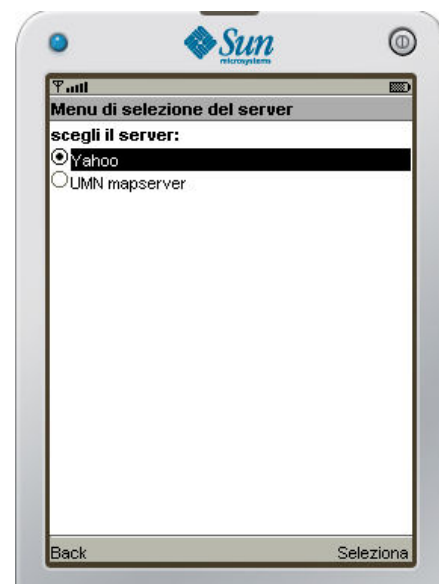 Sun
microsystems
Menu di selezione del server
scegli il server:
Yahoo
UMN mapserver
Back Seleziona